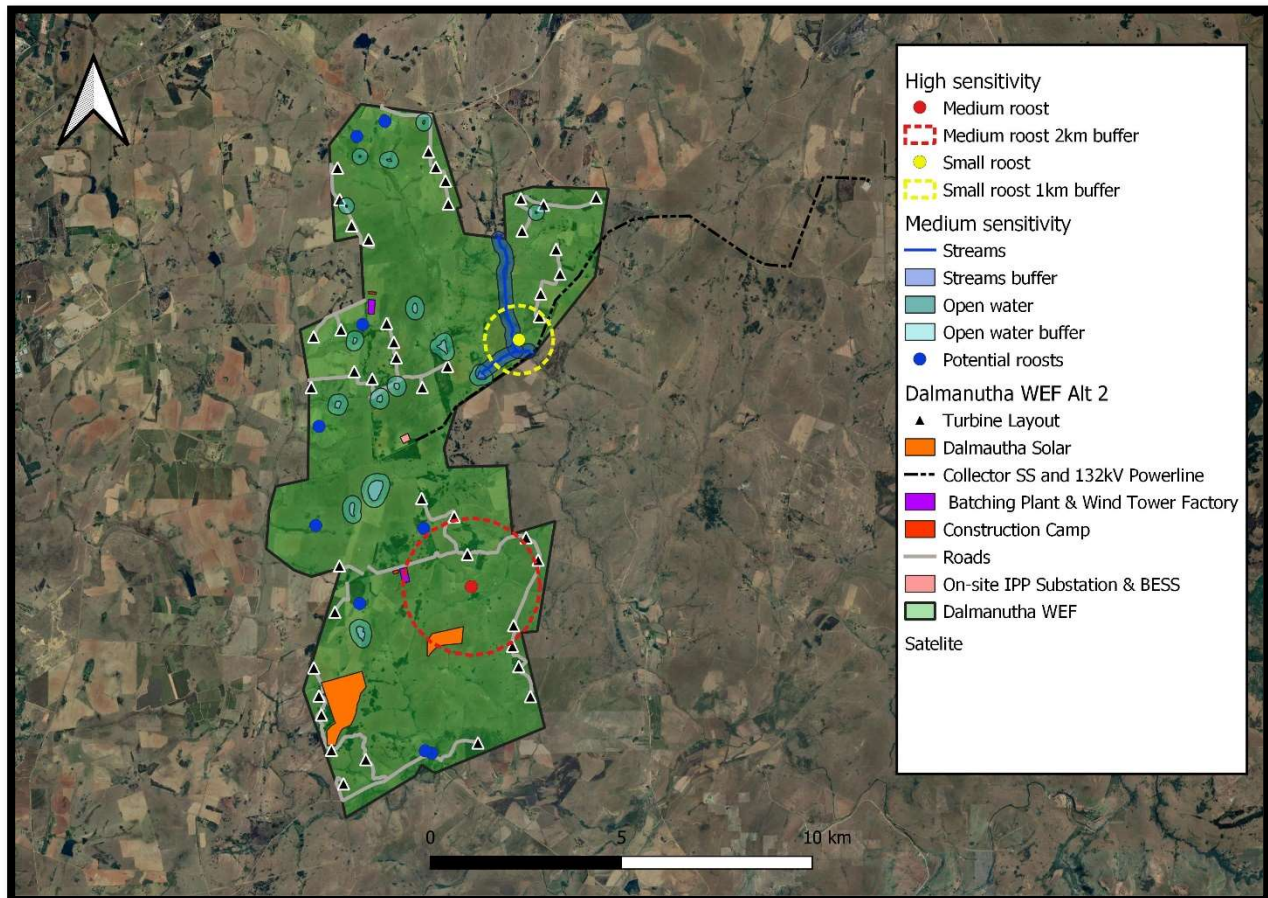 High sensitivity
Medium roost
Medium roost 2km buffer
Small roost
Small roost 1km buffer
Medium sensitivity
Streams
Streams buffer
Open water
Open water buffer
Potential roosts
Dalmanutha WEF Alt 2
Turbine Layout
Dalmautha Solar
Collector SS and 132kV Powerline
Batching Plant & Wind Tower Factory
Construction Camp
Roads
On-site IPP Substation & BESS
Dalmanutha WEF
Satelite
0 5 10 km